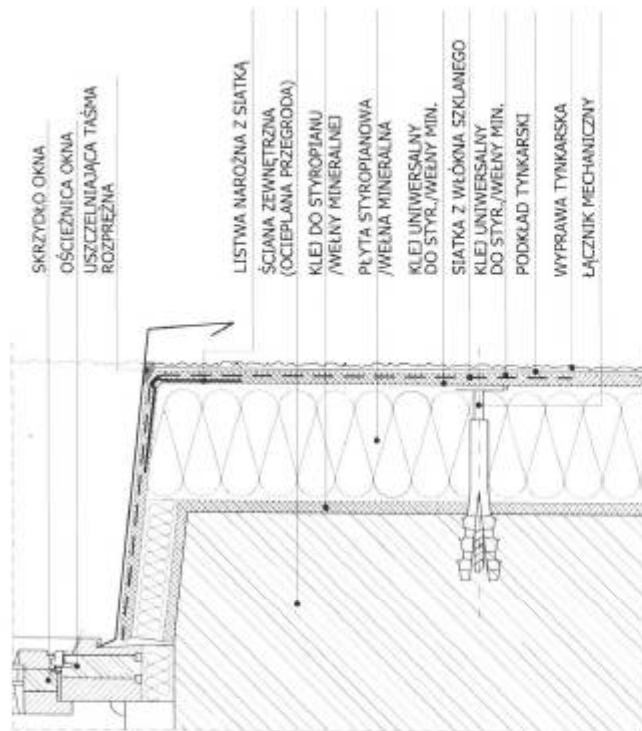 SKRZYDŁO OKNA
OŚCIEŻNICA OKNA
USZCZELNIAJĄCA TAŚMA
ROZPRĘŻNA
LISTWA NAROŻNA Z SIATKĄ
ŚCIANA ZEWNĘTRZNA
(OCIEPLANA PRZEGRODA)
KLEJ DO STYROPIANU
/WEŁNY MINERALNEJ
PŁYTA STYROPIANOWA
/WEŁNA MINERALNA
KLEJ UNIWERSALNY
DO STYR./WEŁNY MIN.
SIATKA Z WŁÓKNA SZKLANEGO
KLEJ UNIWERSALNY
DO STYR./WEŁNY MIN.
PODKŁAD TYNKARSKI
WYPRAWA TYNKARSKA
ŁĄCZNIK MECHANICZNY